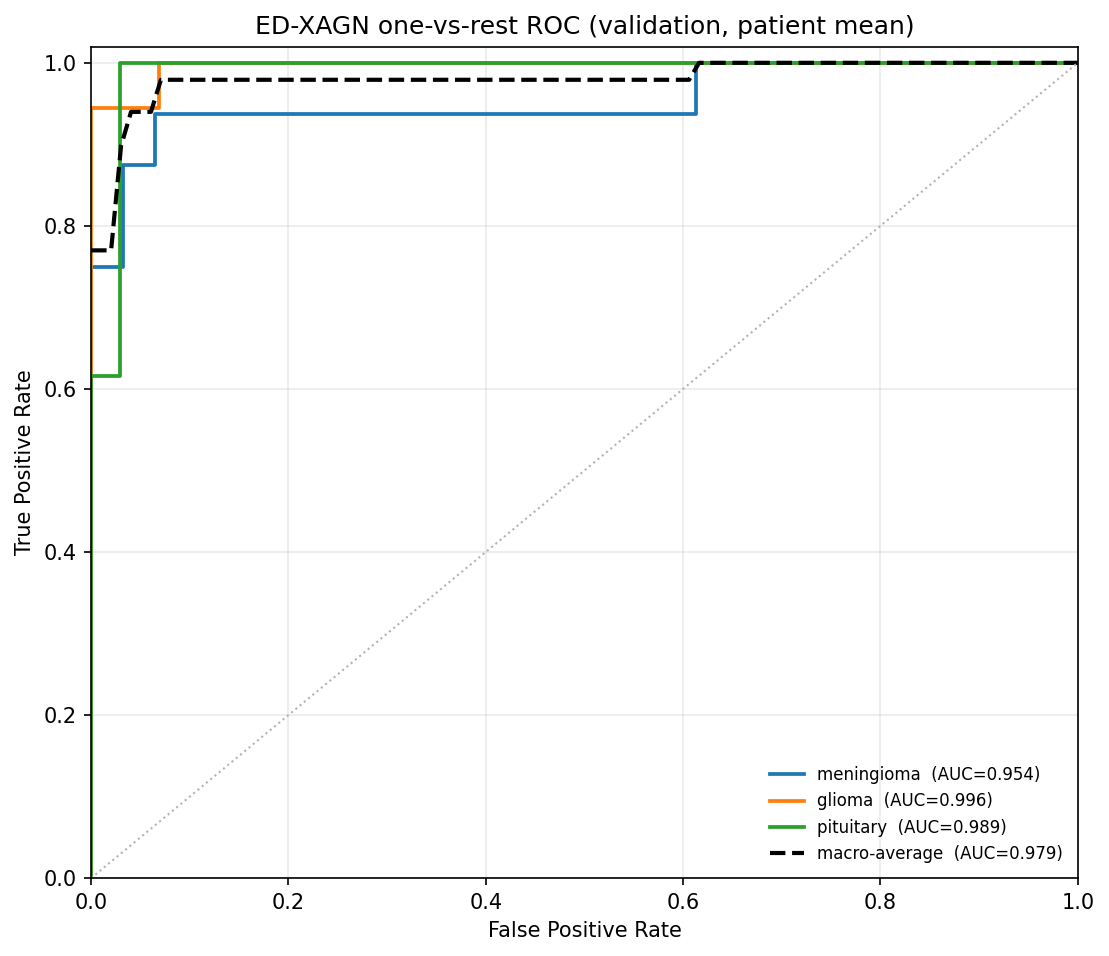 ED-XAGN one-vs-rest ROC (validation, patient mean)
True Positive Rate
1.0
0.8
0.6
0.4
0.2
0.0
meningioma (AUC=0.954)
glioma (AUC=0.996)
pituitary (AUC=0.989)
macro-average (AUC=0.979)
0.0 0.2 0.4 0.6 0.8 1.0
False Positive Rate